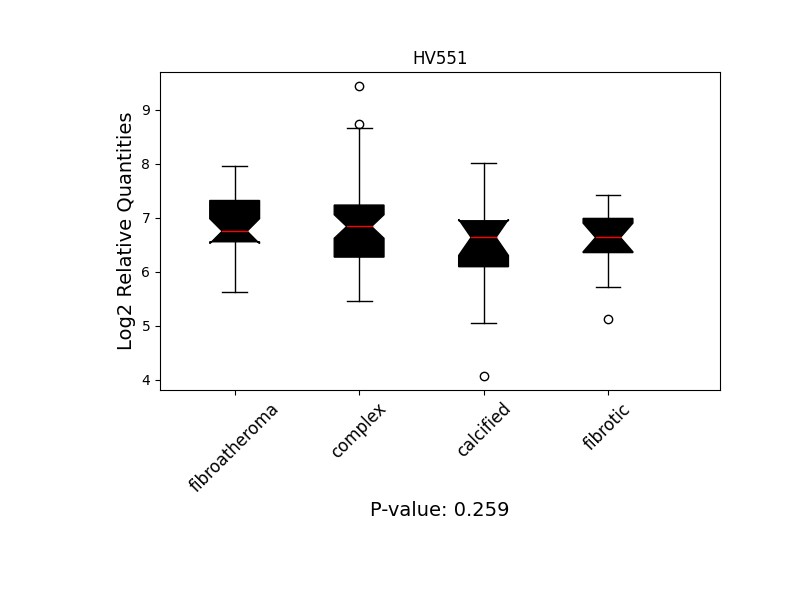 HV551
Log2 Relative Quantities
9
8
7
6
5
4
fibroatheroma
complex
calcified
fibrotic
P-value: 0.259